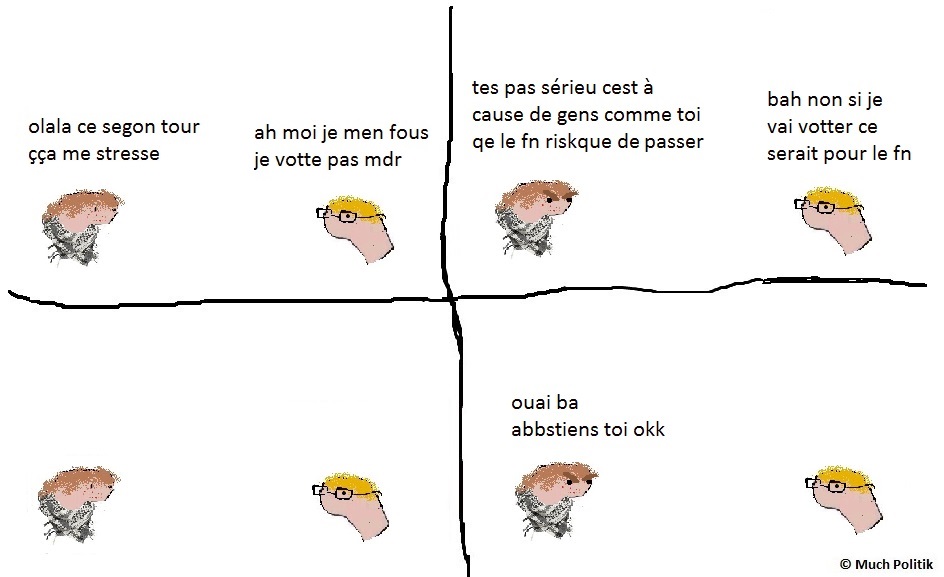 olala ce segon tour
çça me stresse
ah moi je men fous
je votte pas mdr
tes pas sérieu cest à
cause de gens comme toi
qe le fn riskque de passer
bah non si je
vai votter ce
serait pour le fn
ouai ba
abbstiens toi okk
© Much Politik